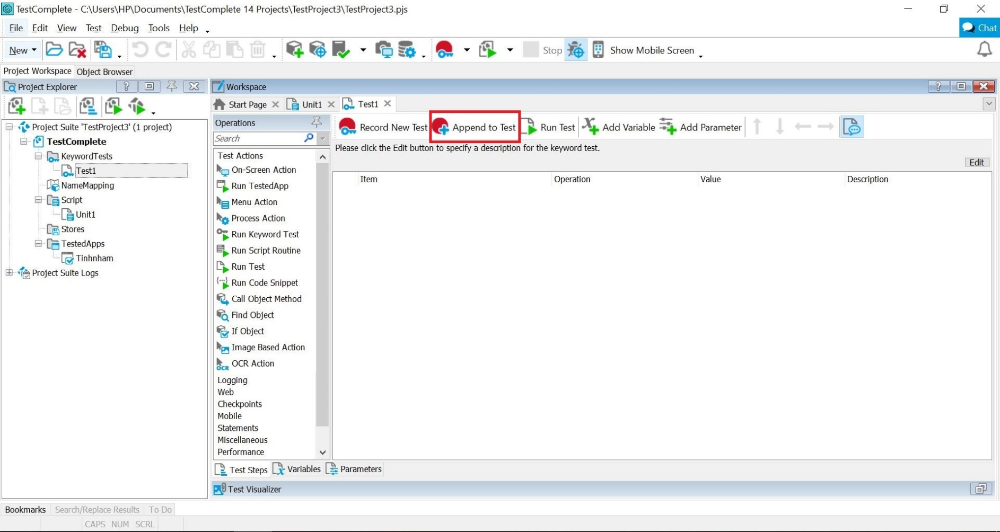 TestComplete - C:\Users\HP\Documents\TestComplete 14 Projects\TestProject3\TestProject3.pjs
File Edit View Test Debug Tools Help
Chat
New Stop Show Mobile Screen
Project Workspace Object Browser
Project Explorer
Workspace
Start Page Unit1 Test1
Operations
Search
Record New Test Append to Test Run Test Add Variable Add Parameter
Please click the Edit button to specify a description for the keyword test.
Edit
Item Operation Value Description
Project Suite 'TestProject3' (1 project)
TestComplete
KeywordTests
Test1
NameMapping
Script
Unit1
Stores
TestedApps
Tinhnham
Project Suite Logs
Test Actions
On-Screen Action
Run TestedApp
Menu Action
Process Action
Run Keyword Test
Run Script Routine
Run Test
Run Code Snippet
Call Object Method
Find Object
If Object
Image Based Action
OCR Action
Logging
Web
Checkpoints
Mobile
Statements
Miscellaneous
Performance
Test Steps Variables Parameters
Test Visualizer
Bookmarks Search/Replace Results To Do
CAPS NUM SCRL